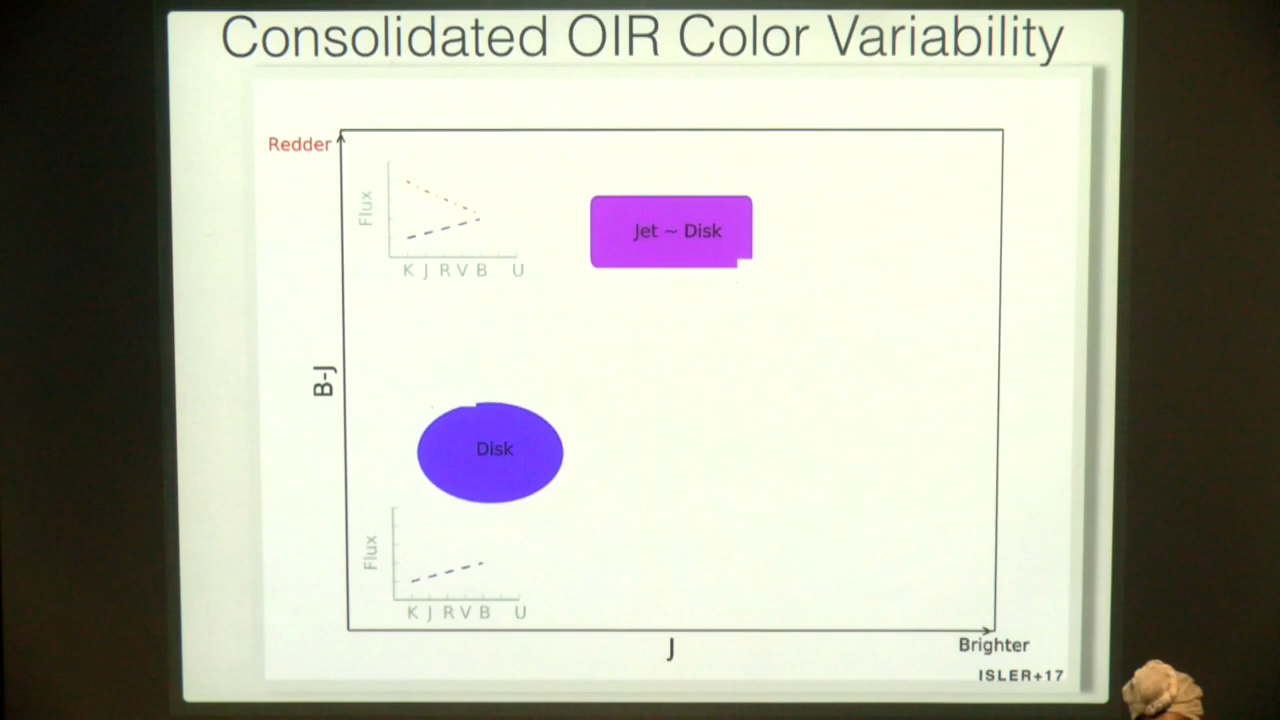 Consolidated OIR Color Variability
Redder
Flux
K J R V B U
Jet ~ Disk
B-J
Disk
Flux
K J R V B U
J
Brighter
ISLER+17